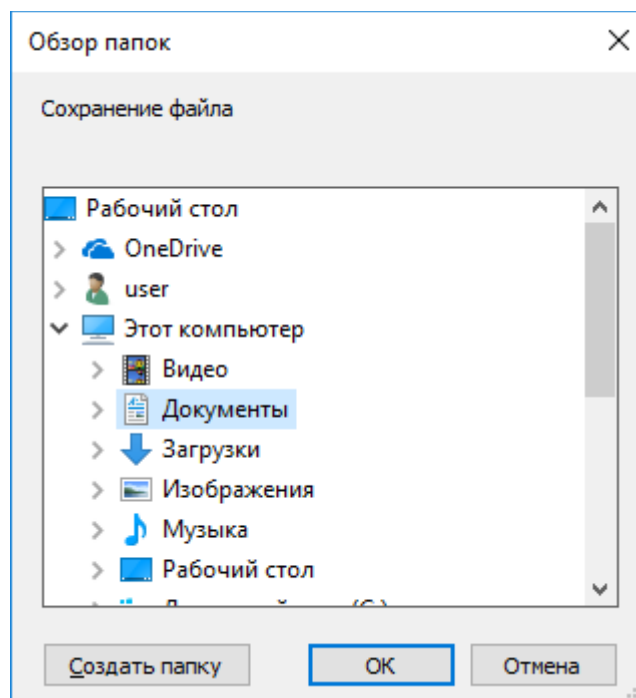 Обзор папок
Сохранение файла
Рабочий стол
OneDrive
user
Этот компьютер
Видео
Документы
Загрузки
Изображения
Музыка
Рабочий стол
Создать папку
OK
Отмена